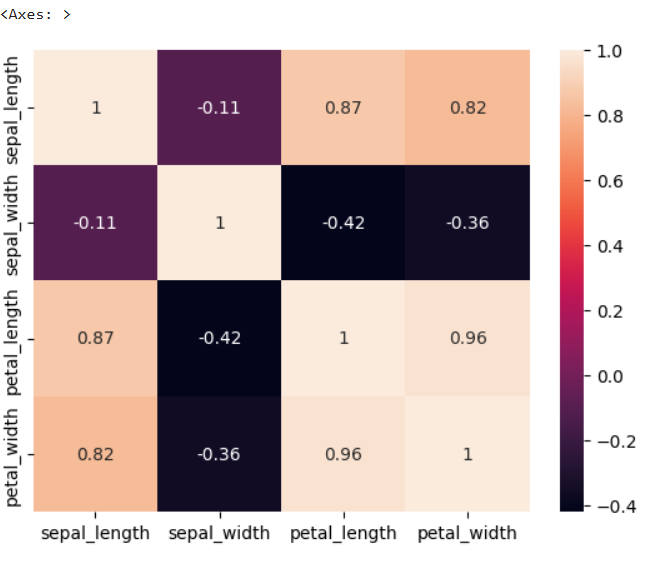 <Axes: >
sepal_length 1 -0.11 0.87 0.82
sepal_width -0.11 1 -0.42 -0.36
petal_length 0.87 -0.42 1 0.96
petal_width 0.82 -0.36 0.96 1
sepal_length sepal_width petal_length petal_width
1.0
0.8
0.6
0.4
0.2
0.0
−0.2
−0.4